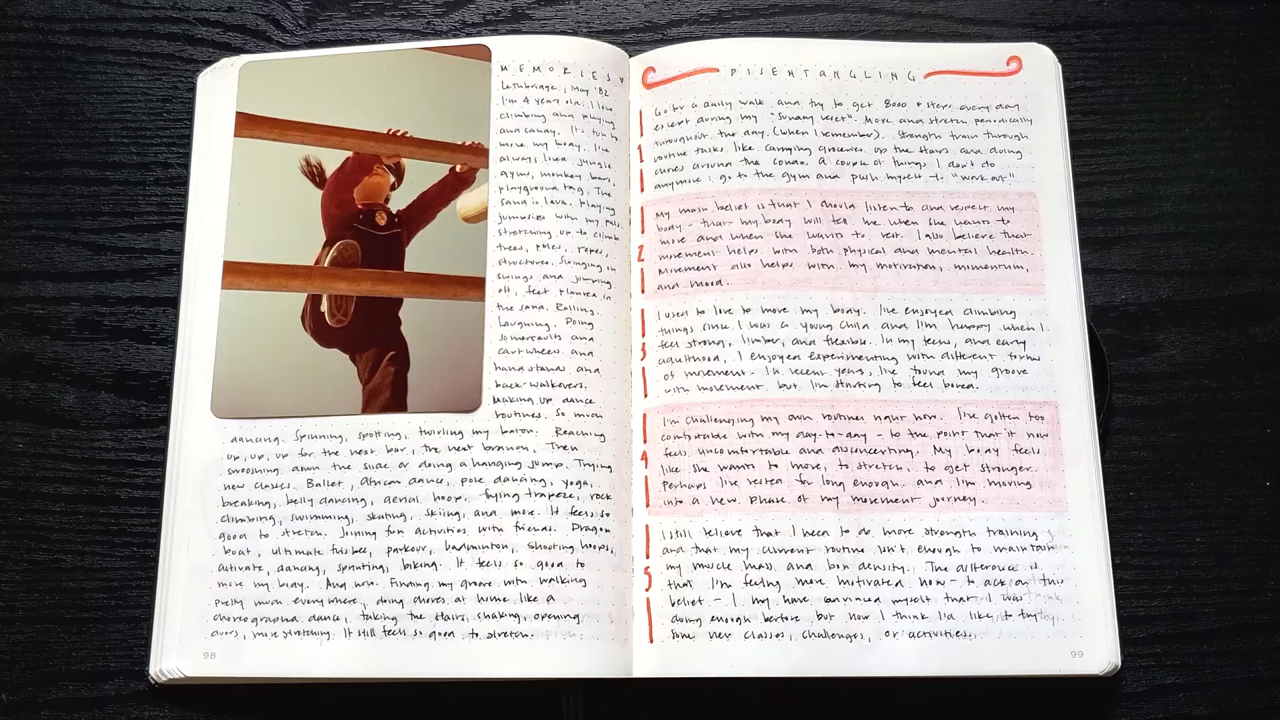 MEMORIES
Lethbridge, May '82
I'm 4 years old. I like
climbing and playing
and candy. I like to
move my body. I
always liked jungle
gyms, monkey bars,
playground tag, The
Sand is lava. Playing
jumpsies with my pals,
stretching up to climb
trees, poles, ropes,
structures. Swinging in
swings and jumping
off, feet planted in
the sand. Rolling.
Laughing. Doing
somersaults and
cartwheels and
handstands and
back-walkovers.
Making up dance
routines. So much
dancing. Spinning, spotting, twirling my baton. Reaching
up, up, up for the next bar, the next branch. Then
swooshing down the slide or doing a hanging jump. Trying
new classes. Ballet, African dance, pole dancing, yoga,
breaking, belly dancing, aerial hoop, flying trapeze, rock
climbing, swimming, skating, skiing, and more. It feels so
good to stretch. Joining fun activities with friends. Dragon
boat, ultimate frisbee, parkour, badminton, shooting hoops,
activate, dancing, sprinting, biking. It feels so good to
move my body. And now. Finding my groove with walking
pretty much everywhere, doing chores at home like a
choreographed dance, taking the stairs, shaking, opening
doors, more stretching. It still feels so good to stretch.
98
DISENTANGLING
1
Go for a daily walk and try to get 8000 + steps every day
except during my "Sunday reset". Plank and stretch periodically
throughout the day. (whenever). Strength train through
routine tasks like carrying groceries up the stairs and doing
chores around the condo. A couple of things I don't do
anymore: go to the gym and push myself to "work out".
2
My main belief is that I should listen to and respect my
body - that my body will let me know when she wants to
move and when she wants to rest. I also believe that
movement helps with both physical and mental health.
Movement also helps with my motivation, momentum,
and mood.
3
I used to love to move my body. I've enjoyed climbing
things since I was a young child and I'm happy when I
feel strong, limber, and flexible. In my teens and early
adulthood, I enjoyed experimenting with different forms
of movement. In recent years, I've found my groove
with movement, but I'm starting to feel bored.
4
I'm challenging my own routine right now. I've gotten too
comfortable with my day-to-day - to the point that it now
feels uncomfortable and disconcerting. My body feels
like she wants to move, to stretch, to get stronger.
Perhaps I've rested for long enough and I'm moving
into a new phase of my movement journey.
5
I still believe that I need to do more strength training
and that my current routine isn't enough to maintain
my muscle mass and bon density. The difference is
that I'm feeling more motivated now to act on this
belief - I my have convinced myself that I was
doing enough before but now I think I'd like to try
some new classes, challenges, or activities.
99